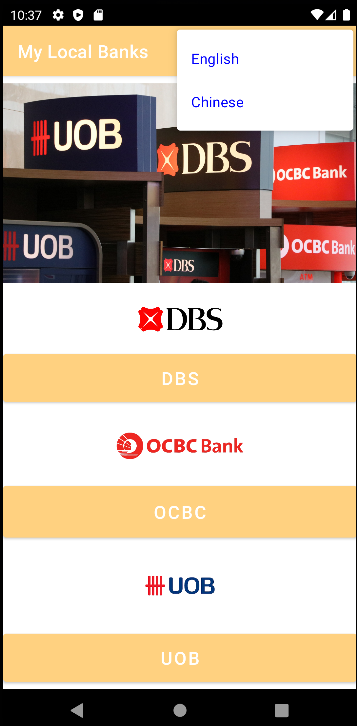 10:37
My Local Banks
English
Chinese
UOB
DBS
OCBC Bank
UOB
DBS
OCBC Bank
DBS
DBS
OCBC Bank
OCBC
UOB
UOB